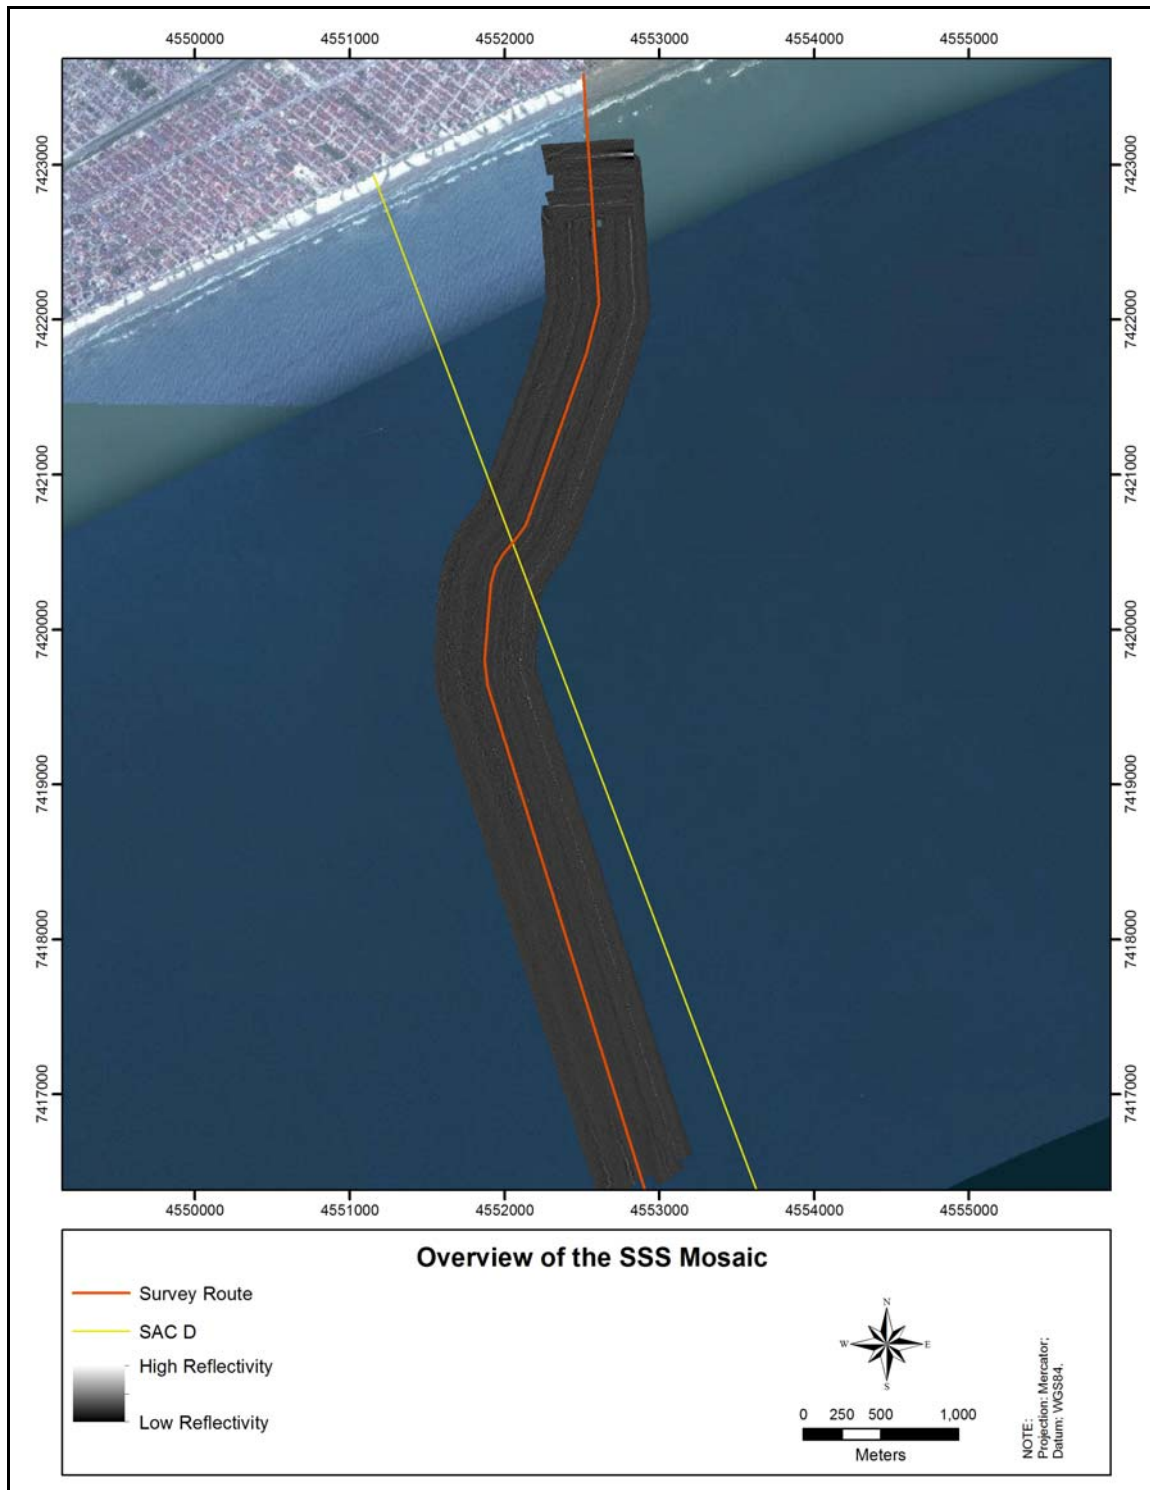 4550000 4551000 4552000 4553000 4554000 4555000
7423000 7423000
7422000 7422000
7421000 7421000
7420000 7420000
7419000 7419000
7418000 7418000
7417000 7417000
4550000 4551000 4552000 4553000 4554000 4555000
Overview of the SSS Mosaic
Survey Route
SAC D
High Reflectivity
Low Reflectivity
N
W E
S
0 250 500 1,000
Meters
NOTE:
Projection: Mercator;
Datum: WGS84.